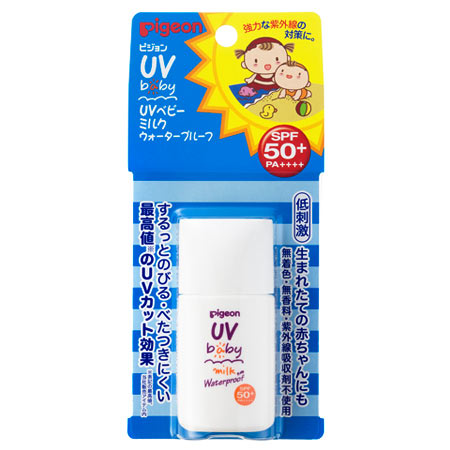 Pigeon
ピジョン
UV
baby
UVベビー
ミルク
ウォータープルーフ
強力な紫外線の
対策に。
SPF
50+
PA++++
低刺激
生まれたての赤ちゃんにも
無着色・無香料・紫外線吸収剤不使用
するっとのびる・べたつきにくい
最高値※のUVカット効果
Pigeon
UV
baby
milk
Waterproof
SPF
50+